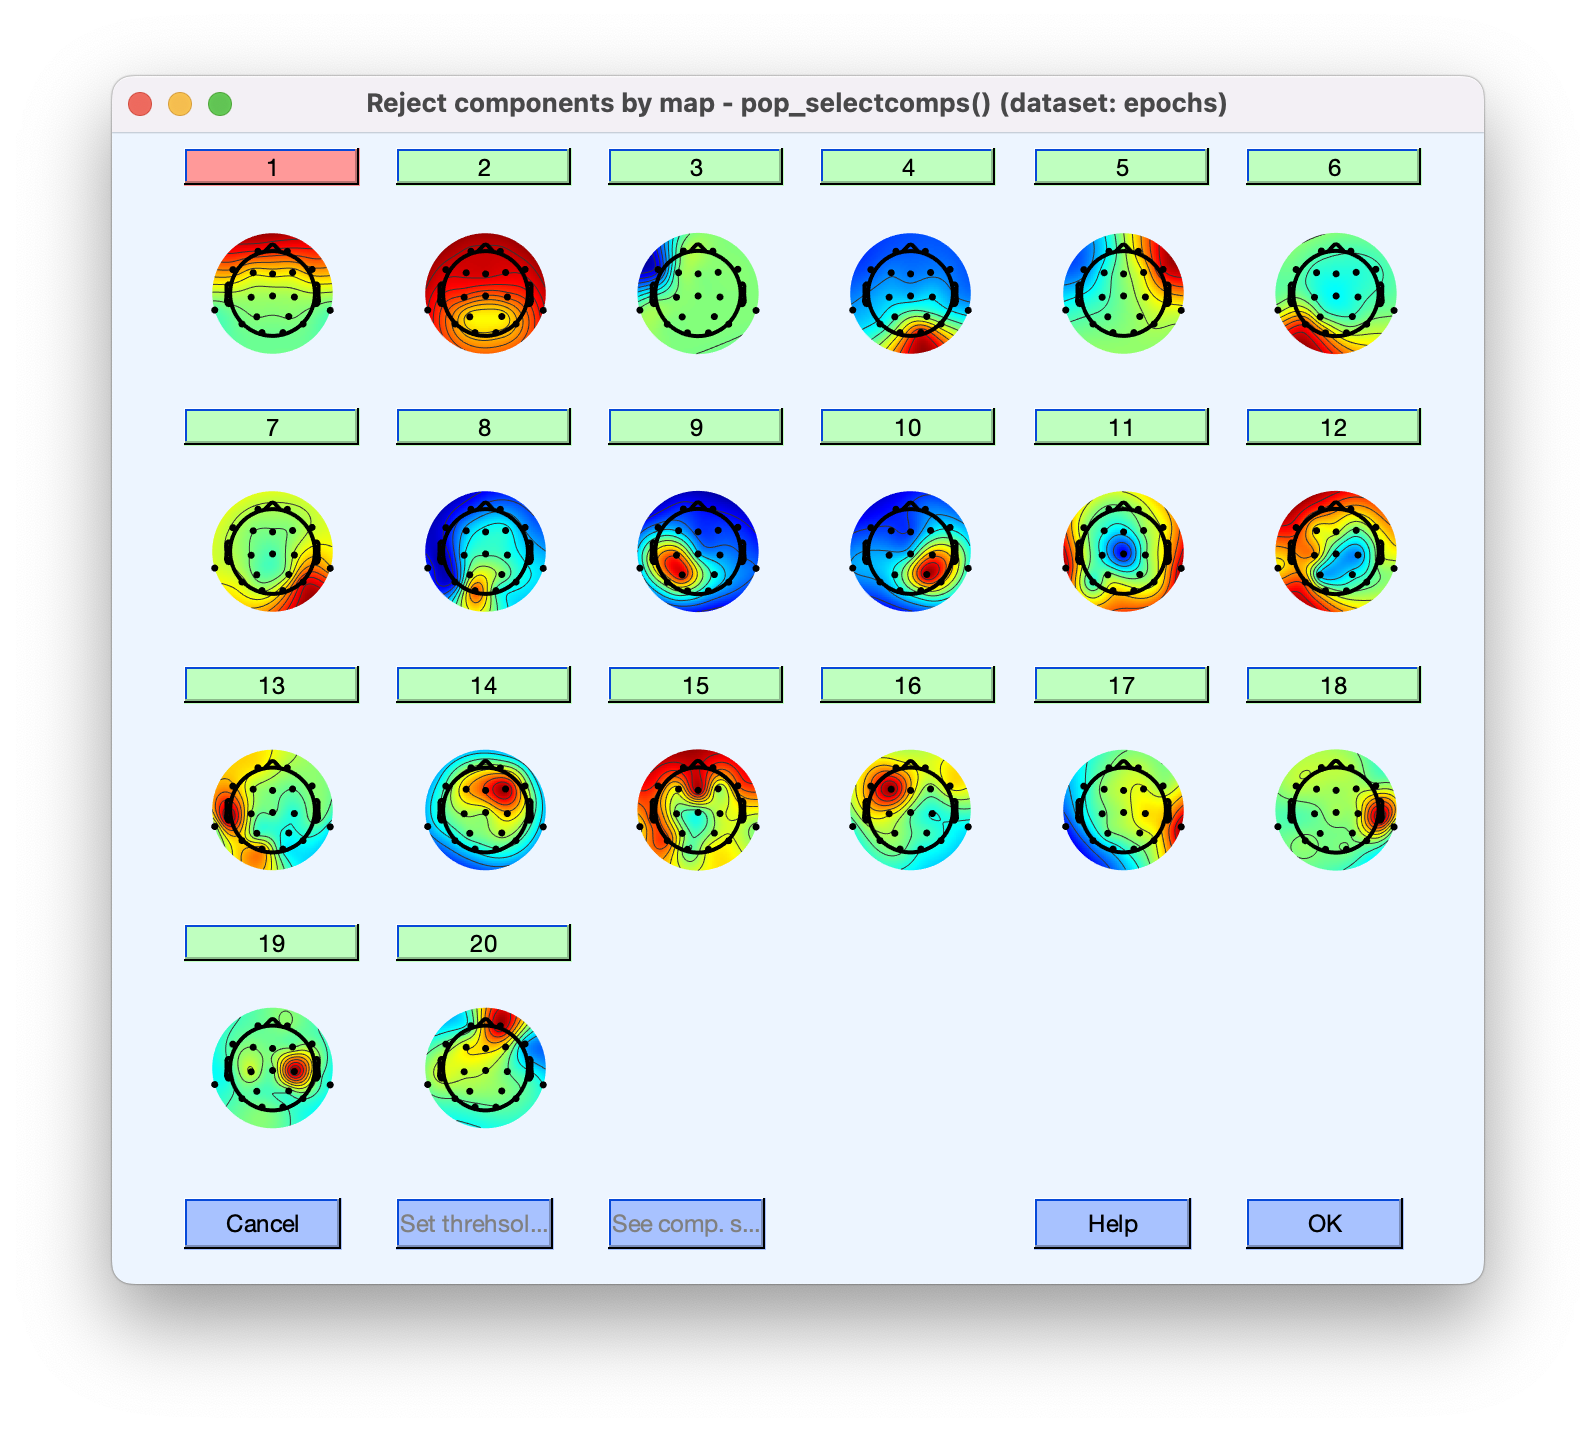 Reject components by map - pop_selectcomps() (dataset: epochs)
1 2 3 4 5 6
7 8 9 10 11 12
13 14 15 16 17 18
19 20
Cancel Set threhsol... See comp. s... Help OK